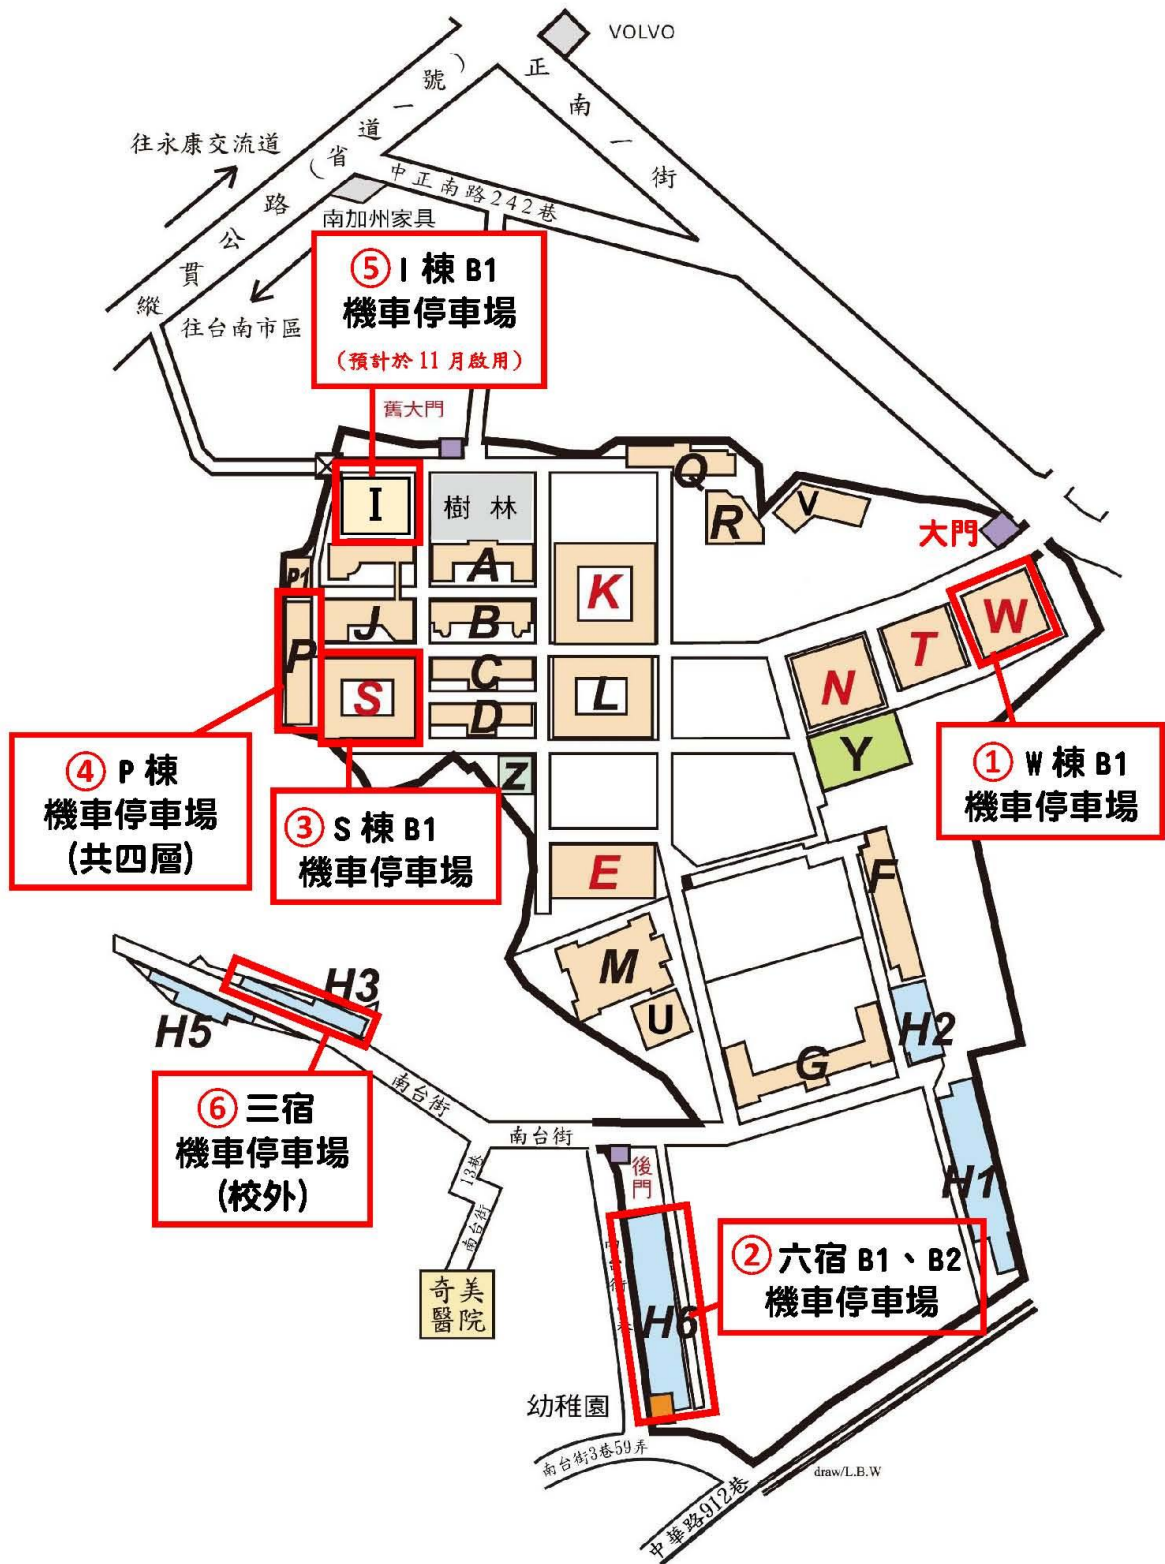 VOLVO
正南一街
縱貫公路(省道一號)
往永康交流道
中正南路242巷
南加州家具
往台南市區
⑤ I 棟 B1
機車停車場
(預計於 11 月啟用)
舊大門
I
樹 林
Q
R
V
大門
P1
A
K
J
B
W
T
P
S
C
L
N
D
Y
Z
① W 棟 B1
機車停車場
④ P 棟
機車停車場
(共四層)
③ S 棟 B1
機車停車場
E
F
M
H3
H5
U
H2
G
南台街
⑥ 三宿
機車停車場
(校外)
南台街
13巷
南台街
後門
H1
② 六宿 B1、B2
機車停車場
奇美
醫院
H6
幼稚園
南台街3巷59弄
中華路912巷
draw/L.B.W